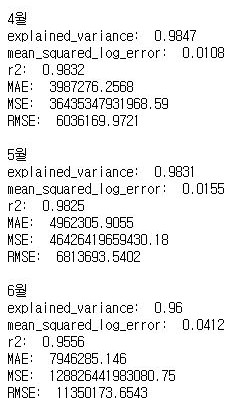 4월
explained_variance:  0.9847
mean_squared_log_error:  0.0108
r2:  0.9832
MAE:  3987276.2568
MSE:  36435347931968.59
RMSE:  6036169.9721
5월
explained_variance:  0.9831
mean_squared_log_error:  0.0155
r2:  0.9825
MAE:  4962305.9055
MSE:  46426419659430.18
RMSE:  6813693.5402
6월
explained_variance:  0.96
mean_squared_log_error:  0.0412
r2:  0.9556
MAE:  7946285.146
MSE:  128826441983080.75
RMSE:  11350173.6543